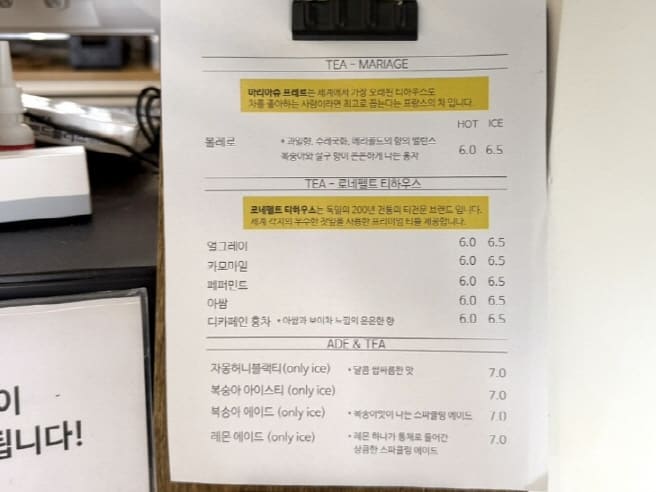 TEA - MARIAGE
마리아쥬 프레르는 세계에서 가장 오래된 티하우스로
차를 좋아하는 사람이라면 최고로 꼽는다는 프랑스의 차 입니다.
HOT ICE
볼레로 * 과일향, 수레국화, 메리골드의 향의 밸런스 6.0 6.5
복숭아와 살구 향이 은은하게 나는 홍차
TEA - 로네펠트 티하우스
로네펠트 티하우스는 독일의 200년 전통의 티전문 브랜드 입니다.
세계 각지의 우수한 찻잎을 사용한 프리미엄 티를 제공합니다.
얼그레이 6.0 6.5
카모마일 6.0 6.5
페퍼민트 6.0 6.5
아쌈 6.0 6.5
디카페인 홍차 * 아쌈과 보이차 느낌의 은은한 향 6.0 6.5
ADE & TEA
자몽허니블랙티(only ice) * 달콤 쌉싸름한 맛 7.0
복숭아 아이스티 (only ice) 7.0
복숭아 에이드 (only ice) * 복숭아맛이 나는 스파클링 에이드 7.0
레몬 에이드 (only ice) * 레몬 하나가 통째로 들어간 7.0
상큼한 스파클링 에이드
이
됩니다!